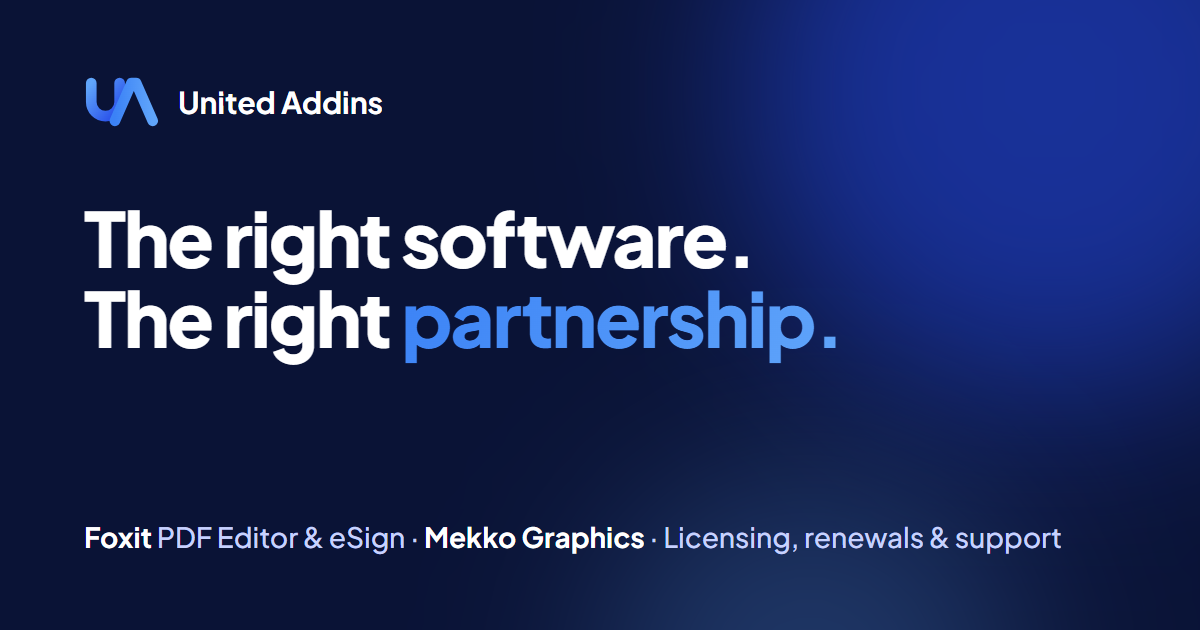 United Addins
The right software.
The right partnership.
Foxit PDF Editor & eSign · Mekko Graphics · Licensing, renewals & support